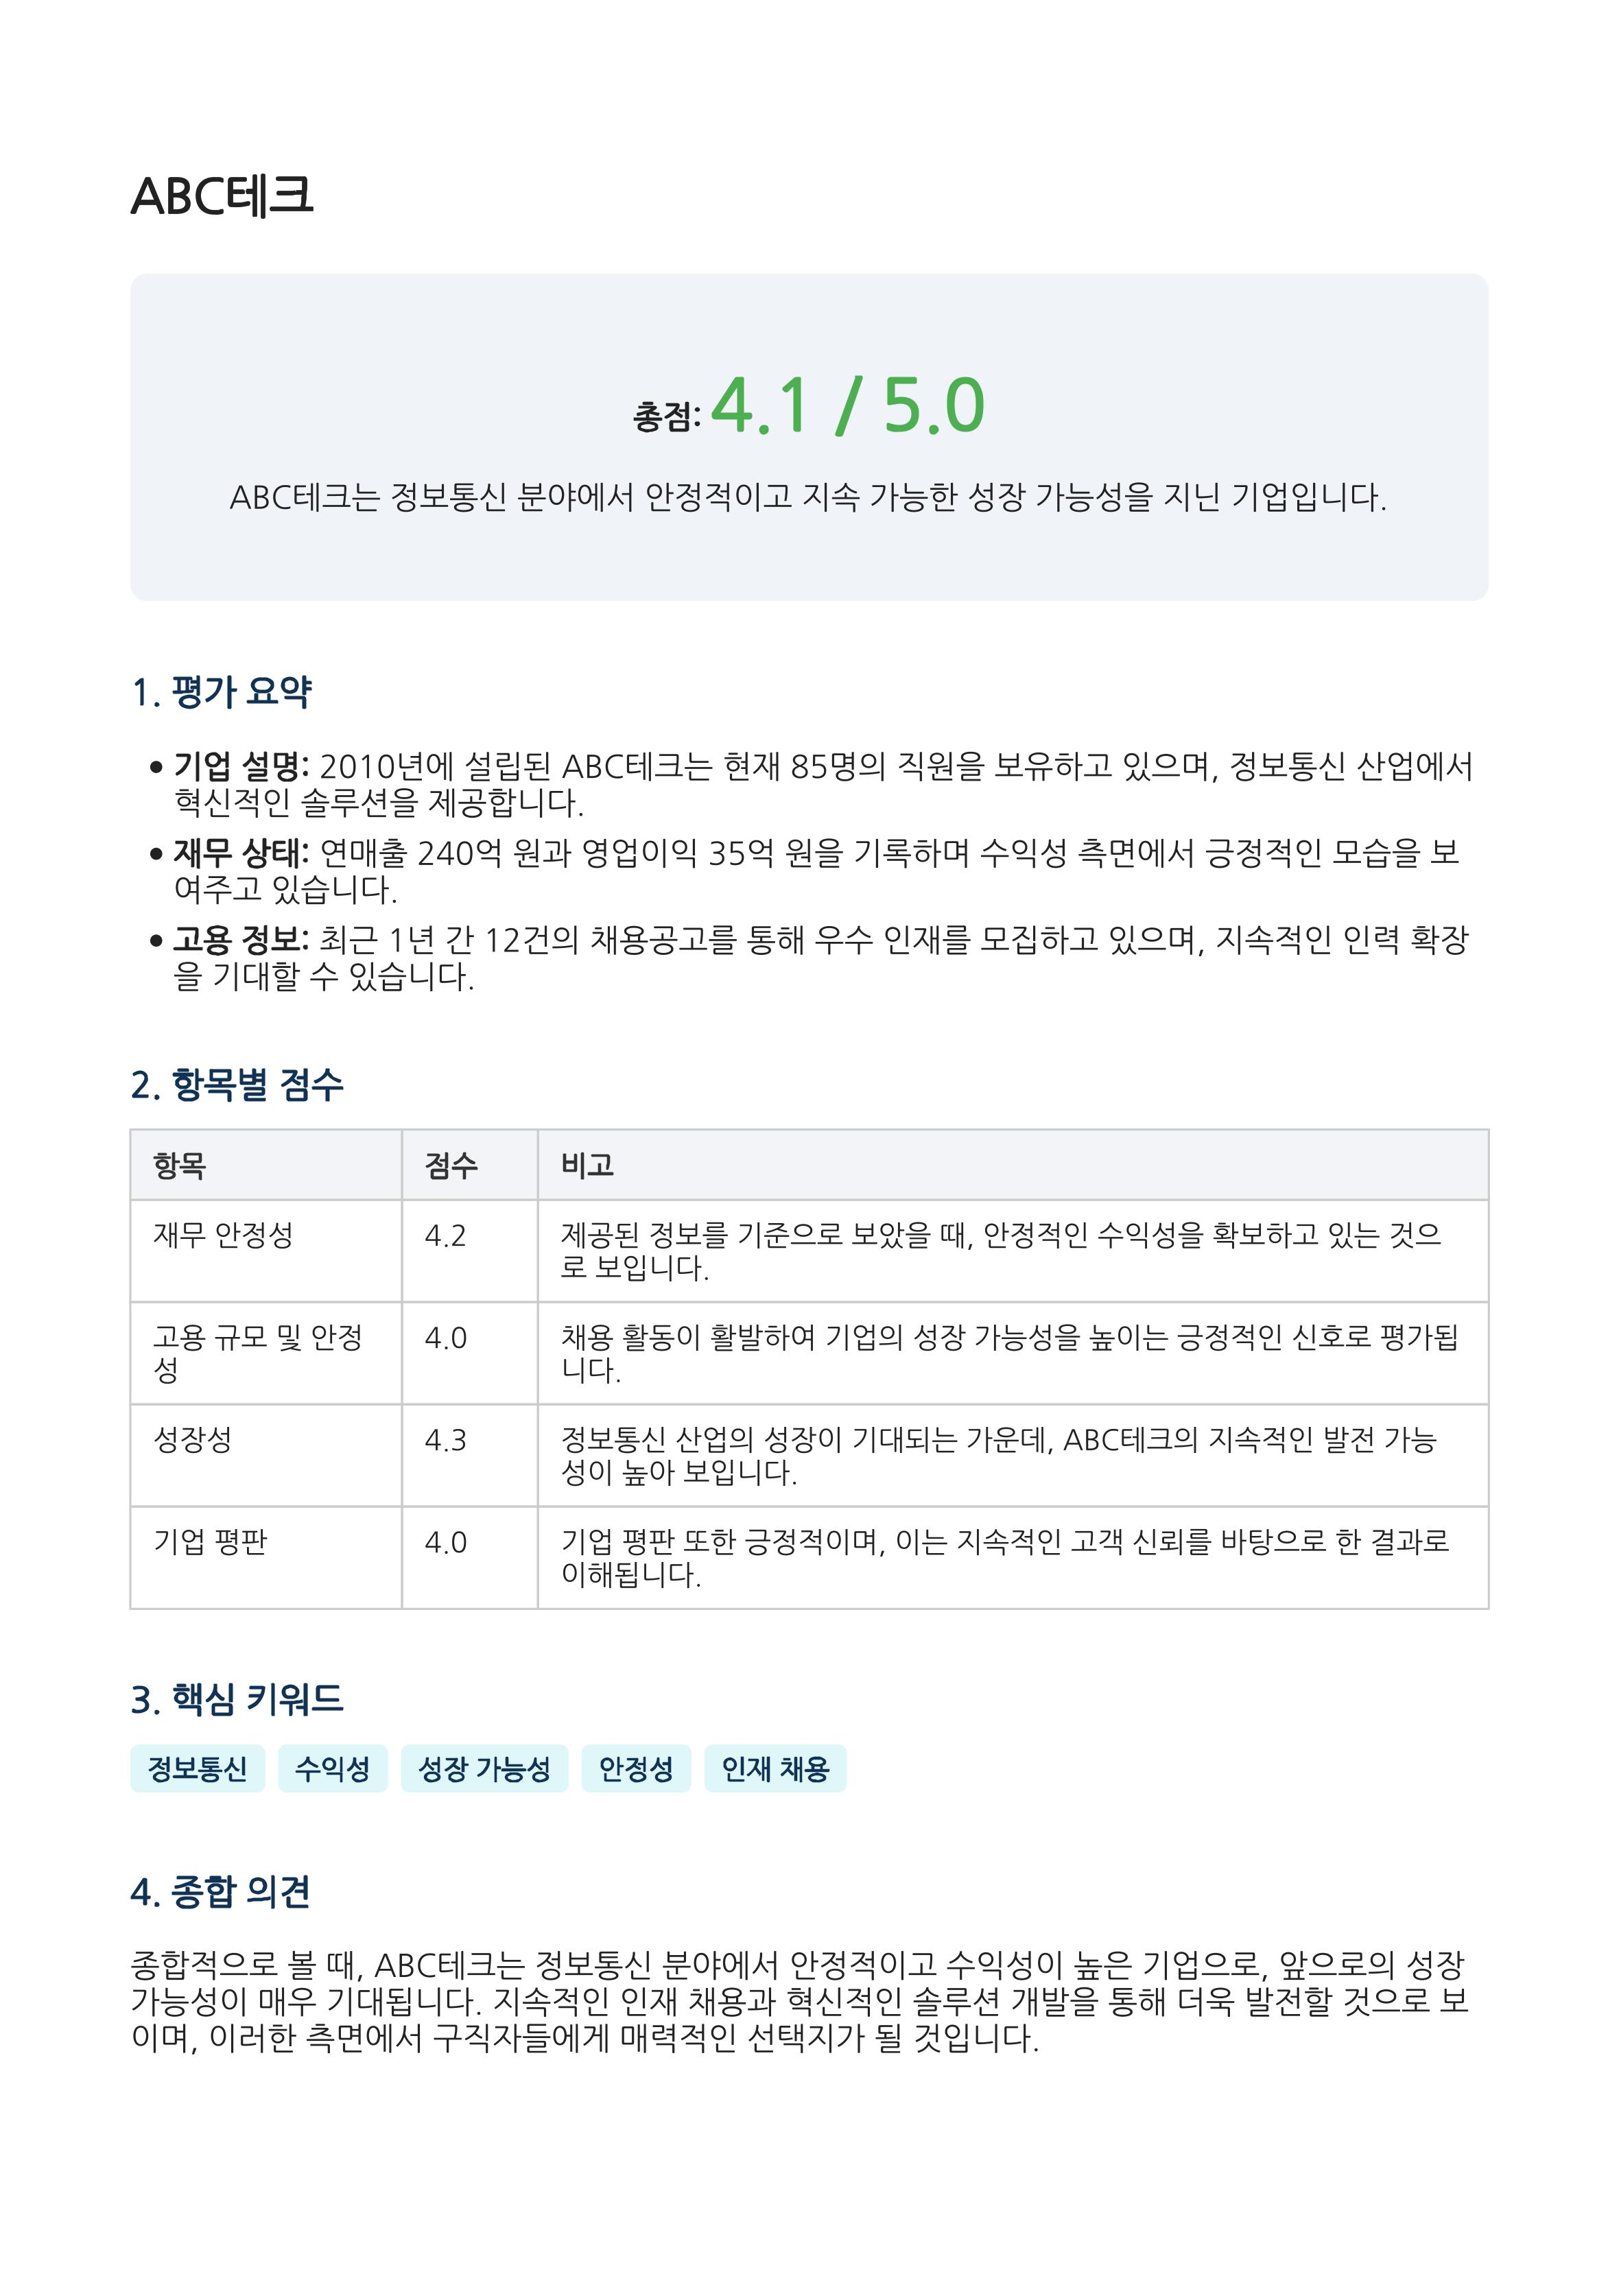 ABC테크
총점: 4.1 / 5.0
ABC테크는 정보통신 분야에서 안정적이고 지속 가능한 성장 가능성을 지닌 기업입니다.
1. 평가 요약
• 기업 설명: 2010년에 설립된 ABC테크는 현재 85명의 직원을 보유하고 있으며, 정보통신 산업에서
혁신적인 솔루션을 제공합니다.
• 재무 상태: 연매출 240억 원과 영업이익 35억 원을 기록하며 수익성 측면에서 긍정적인 모습을 보
여주고 있습니다.
• 고용 정보: 최근 1년 간 12건의 채용공고를 통해 우수 인재를 모집하고 있으며, 지속적인 인력 확장
을 기대할 수 있습니다.
2. 항목별 점수
항목 점수 비고
재무 안정성 4.2 제공된 정보를 기준으로 보았을 때, 안정적인 수익성을 확보하고 있는 것으
로 보입니다.
고용 규모 및 안정 4.0 채용 활동이 활발하여 기업의 성장 가능성을 높이는 긍정적인 신호로 평가됩
성 니다.
성장성 4.3 정보통신 산업의 성장이 기대되는 가운데, ABC테크의 지속적인 발전 가능
성이 높아 보입니다.
기업 평판 4.0 기업 평판 또한 긍정적이며, 이는 지속적인 고객 신뢰를 바탕으로 한 결과로
이해됩니다.
3. 핵심 키워드
정보통신 수익성 성장 가능성 안정성 인재 채용
4. 종합 의견
종합적으로 볼 때, ABC테크는 정보통신 분야에서 안정적이고 수익성이 높은 기업으로, 앞으로의 성장
가능성이 매우 기대됩니다. 지속적인 인재 채용과 혁신적인 솔루션 개발을 통해 더욱 발전할 것으로 보
이며, 이러한 측면에서 구직자들에게 매력적인 선택지가 될 것입니다.